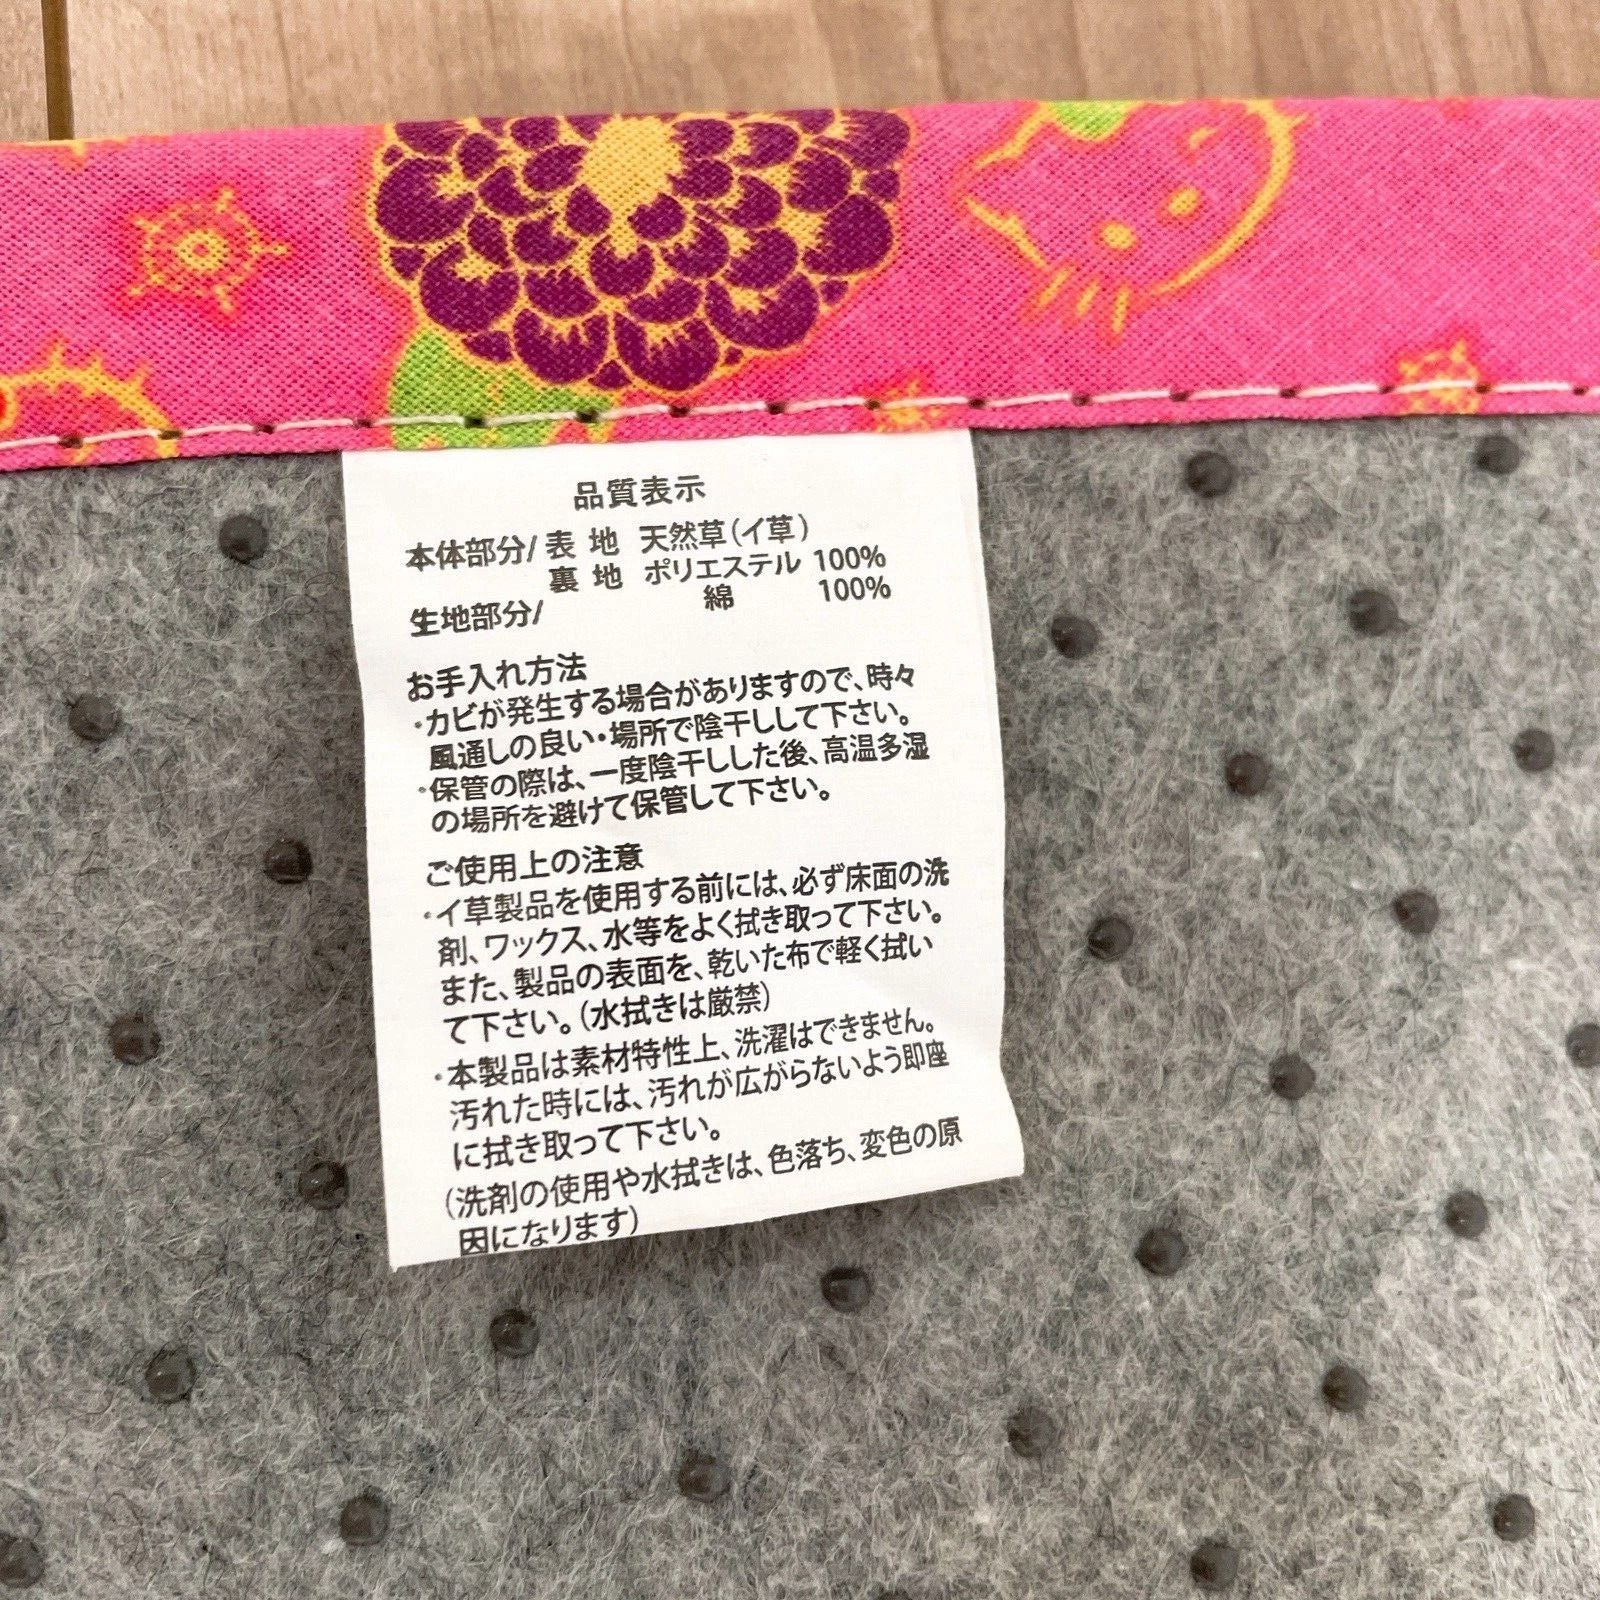 品質表示
本体部分/ 表 地 天然草(イ草)
裏 地 ポリエステル 100%
生地部分/ 綿 100%
お手入れ方法
・カビが発生する場合がありますので、時々
風通しの良い・場所で陰干しして下さい。
・保管の際は、一度陰干しした後、高温多湿
の場所を避けて保管して下さい。
ご使用上の注意
・イ草製品を使用する前には、必ず床面の洗
剤、ワックス、水等をよく拭き取って下さい。
また、製品の表面を、乾いた布で軽く拭い
て下さい。(水拭きは厳禁)
・本製品は素材特性上、洗濯はできません。
汚れた時には、汚れが広がらないよう即座
に拭き取って下さい。
(洗剤の使用や水拭きは、色落ち、変色の原
因になります)